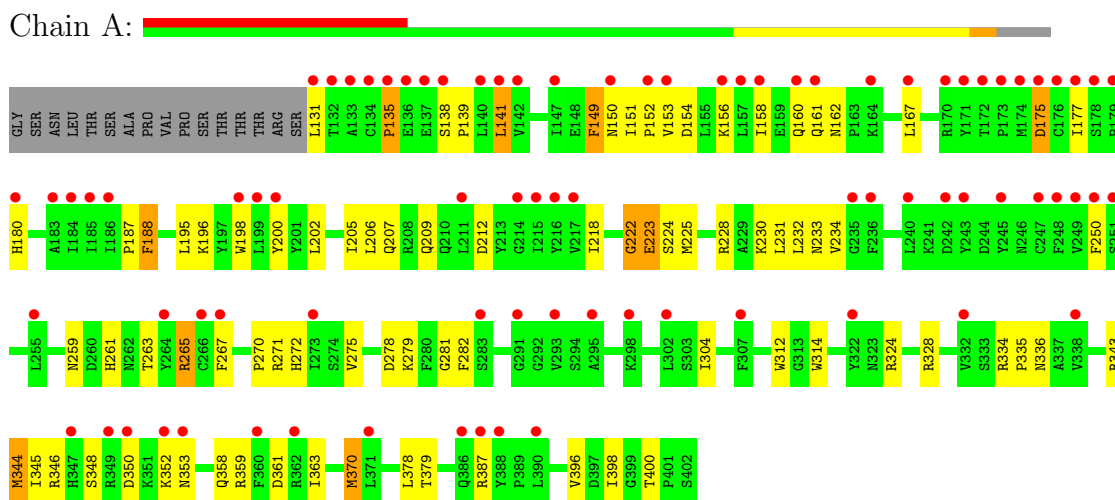 Chain A:
GLY SER ASN LEU THR SER ALA PRO VAL PRO SER THR THR THR ARG SER L131 T132 A133 C134 P135 E136 E137 S138 P139 L140 L141 V142 I147 E148 F149 N150 I151 P152 V153 D154 L155 K156 L157 I158 E159 Q160 Q161 N162 P163 K164 L167 R170 Y171 T172 P173 M174 D175 C176 I177 S178
H180 A183 I184 I185 I186 P187 F188 L195 K196 Y197 W198 L199 Y200 Y201 L202 I205 L206 Q207 R208 Q209 Q210 L211 D212 Y213 G214 I215 Y216 V217 I218 G222 E223 S224 M225 R228 A229 K230 L231 L232 N233 V234 G235 F236 L240 K241 D242 Y243 D244 Y245 N246 C247 F248 V249 F250 S251
L255 N259 D260 H261 N262 T263 Y264 R265 C266 F267 P270 R271 H272 I273 S274 V275 D278 K279 F280 G281 F282 S283 G291 G292 V293 S294 A295 K298 L302 S303 I304 F307 W312 G313 W314 Y322 N323 R324 R328 V332 S333 R334 P335 N336 A337 V338
M344 I345 R346 H347 S348 R349 D350 K351 K352 N353 Q358 R359 F360 D361 R362 I363 M370 L371 L378 T379 Q386 R387 Y388 P389 L390 V396 D397 I398 G399 T400 P401 S402